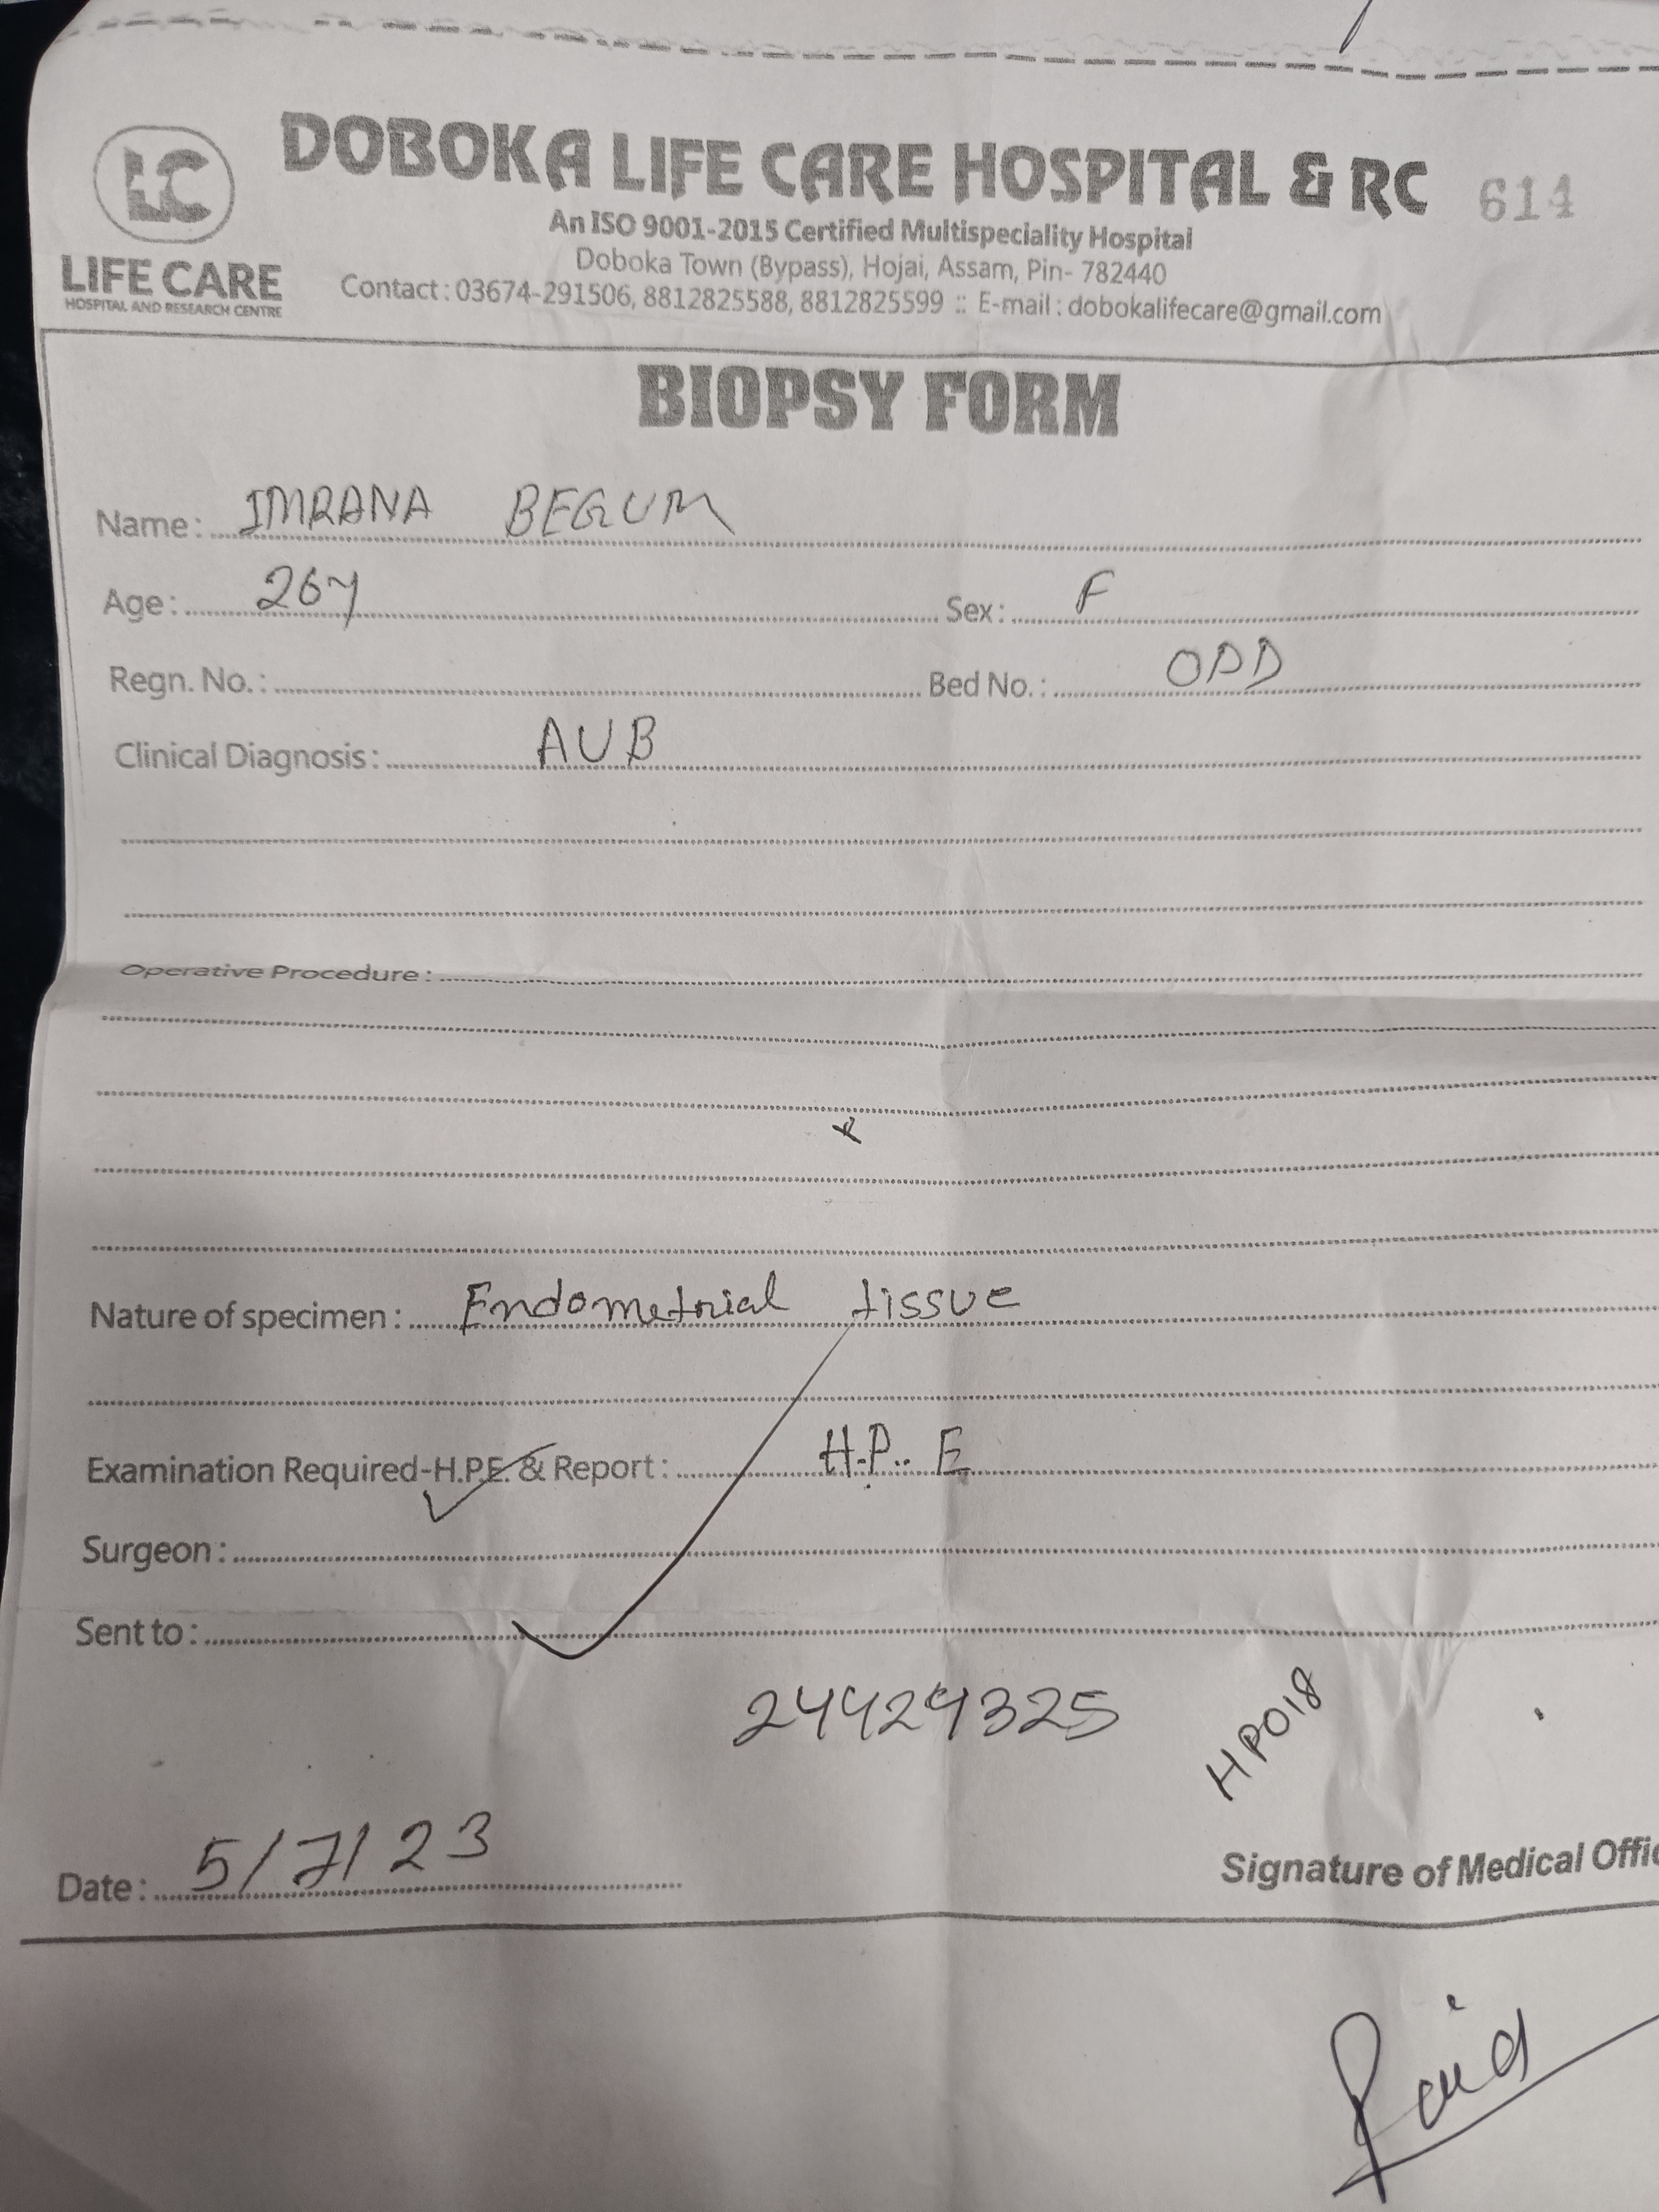 DOBOKA LIFE CARE HOSPITAL & RC 614
An ISO 9001-2015 Certified Multispeciality Hospital
Doboka Town (Bypass), Hojai, Assam, Pin- 782440
Contact : 03674-291506, 8812825588, 8812825599 :: E-mail : dobokalifecare@gmail.com
LC
LIFE CARE
HOSPITAL AND RESEARCH CENTRE
BIOPSY FORM
Name : IMRANA BEGUM
Age : 26y Sex : F
Regn. No. : Bed No. : OPD
Clinical Diagnosis : AUB
Operative Procedure :
Nature of specimen : Endometrial tissue
Examination Required-H.P.E. & Report : H.P.. E
Surgeon :
Sent to :
24424325
HP018
Date : 5/7/23
Signature of Medical Offic
Paid